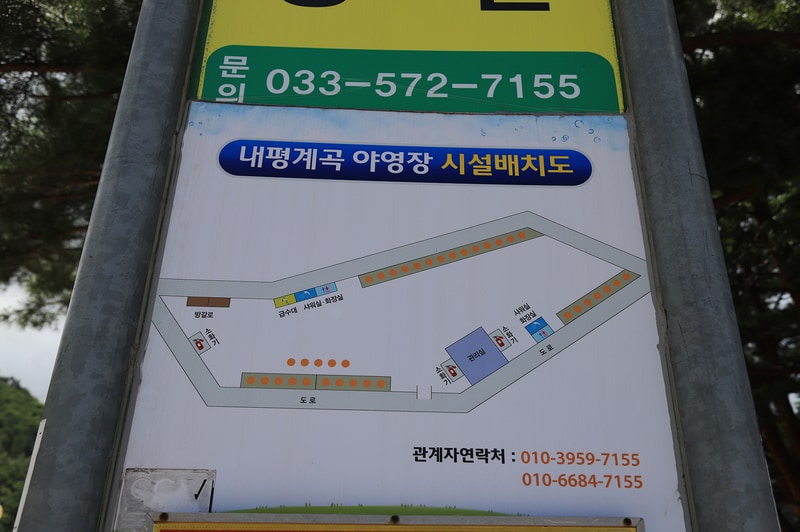 문의 033-572-7155
내평계곡 야영장 시설배치도
방갈로
급수대
샤워실·화장실
소화기
샤워실
화장실
소화기
관리실
소화기
도로
도로
관계자연락처 : 010-3959-7155
010-6684-7155